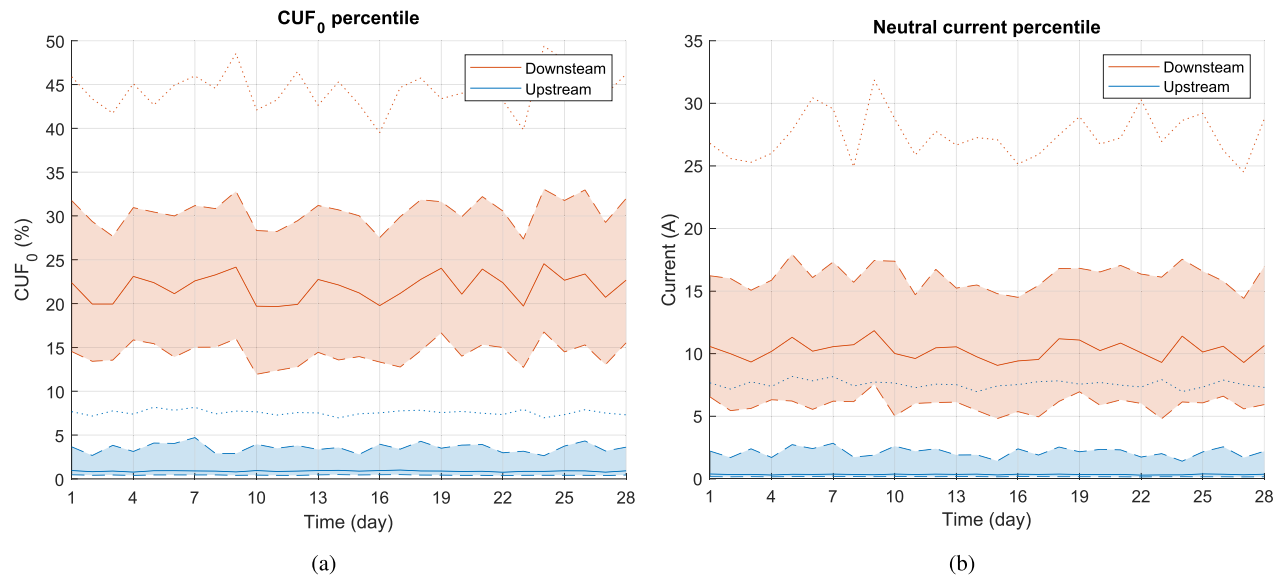 CUF0 percentile
50
45
40
35
30
25
20
15
10
5
0
CUF0 (%)
Downsteam
Upstream
1 4 7 10 13 16 19 22 25 28
Time (day)
(a)
Neutral current percentile
35
30
25
20
15
10
5
0
Current (A)
Downsteam
Upstream
1 4 7 10 13 16 19 22 25 28
Time (day)
(b)